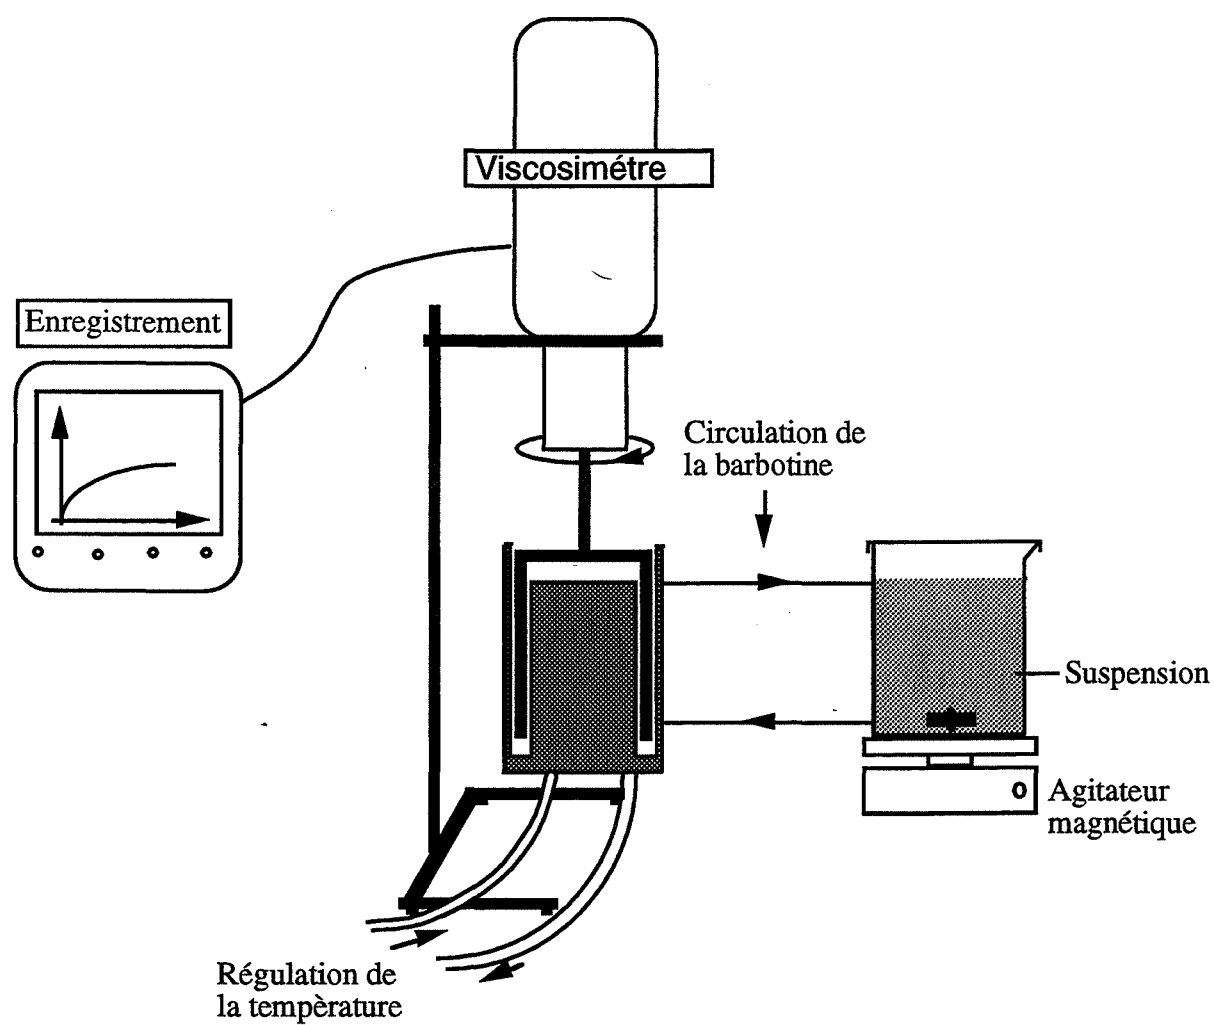 Viscosimétre
Enregistrement
Circulation de
la barbotine
Suspension
Agitateur
magnétique
Régulation de
la tempèrature